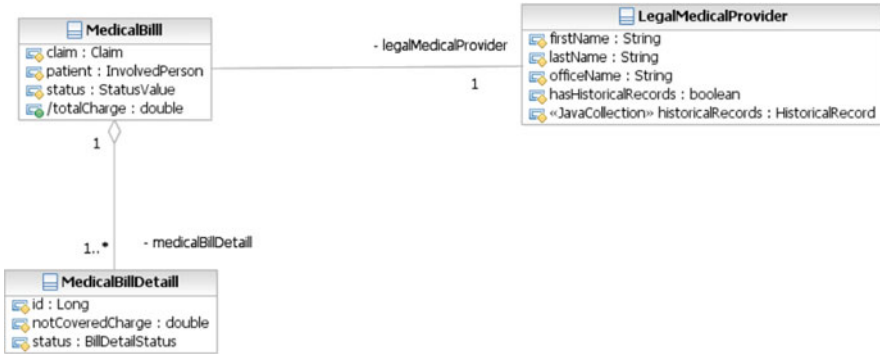 MedicalBilll
claim : Claim
patient : InvolvedPerson
status : StatusValue
/totalCharge : double
- legalMedicalProvider
1
LegalMedicalProvider
firstName : String
lastName : String
officeName : String
hasHistoricalRecords : boolean
«JavaCollection» historicalRecords : HistoricalRecord
1
1..*
- medicalBillDetaill
MedicalBillDetaill
id : Long
notCoveredCharge : double
status : BillDetailStatus